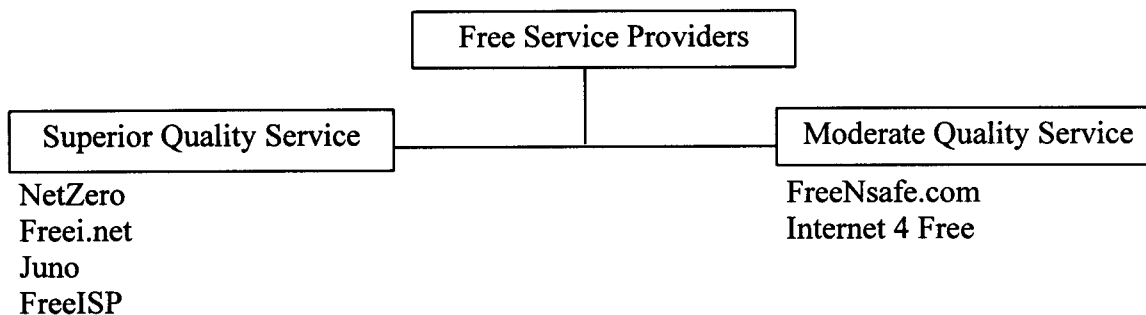 Free Service Providers
Superior Quality Service
NetZero
Freei.net
Juno
FreeISP
Moderate Quality Service
FreeNsafe.com
Internet 4 Free